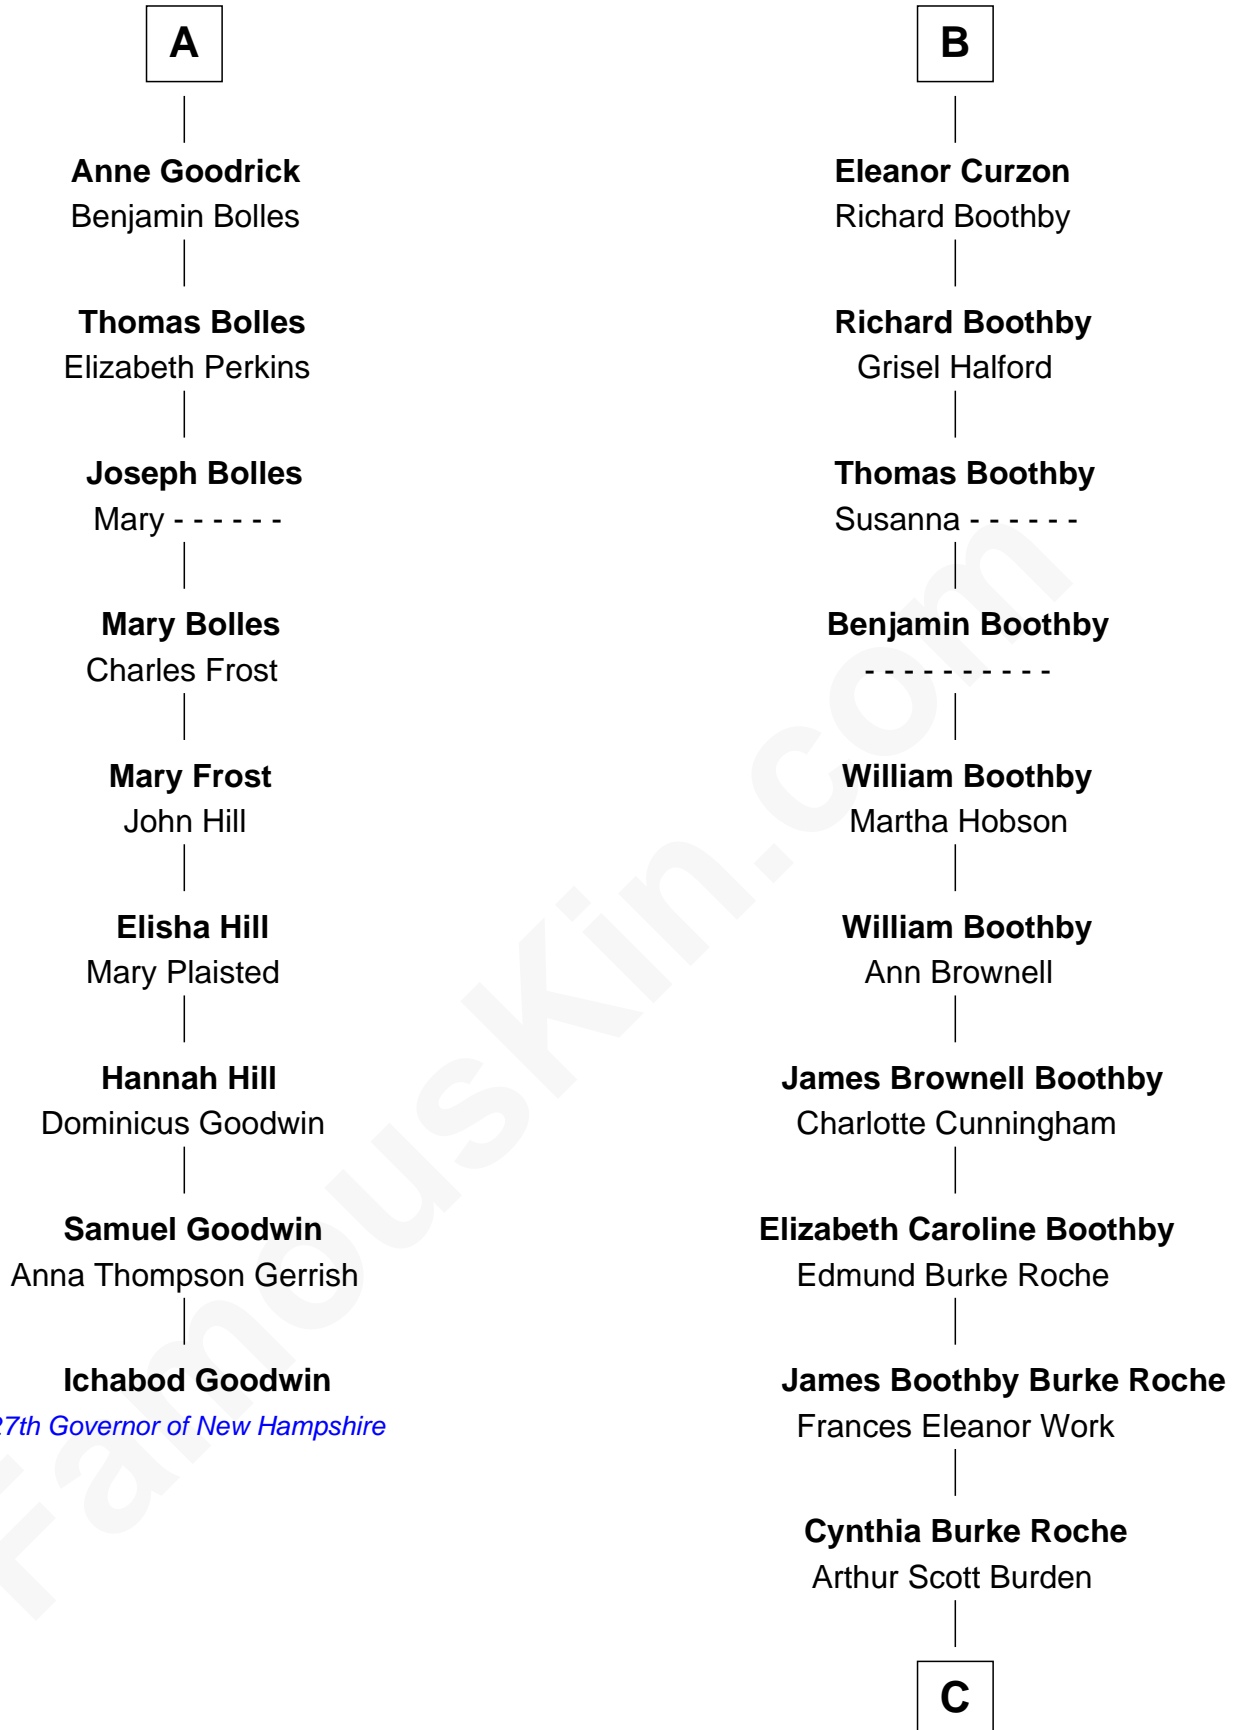 A
Anne Goodrick
Benjamin Bolles
Thomas Bolles
Elizabeth Perkins
Joseph Bolles
Mary - - - - - -
Mary Bolles
Charles Frost
Mary Frost
John Hill
Elisha Hill
Mary Plaisted
Hannah Hill
Dominicus Goodwin
Samuel Goodwin
Anna Thompson Gerrish
Ichabod Goodwin
27th Governor of New Hampshire
B
Eleanor Curzon
Richard Boothby
Richard Boothby
Grisel Halford
Thomas Boothby
Susanna - - - - - -
Benjamin Boothby
- - - - - - - - - -
William Boothby
Martha Hobson
William Boothby
Ann Brownell
James Brownell Boothby
Charlotte Cunningham
Elizabeth Caroline Boothby
Edmund Burke Roche
James Boothby Burke Roche
Frances Eleanor Work
Cynthia Burke Roche
Arthur Scott Burden
C
FamousKin.com